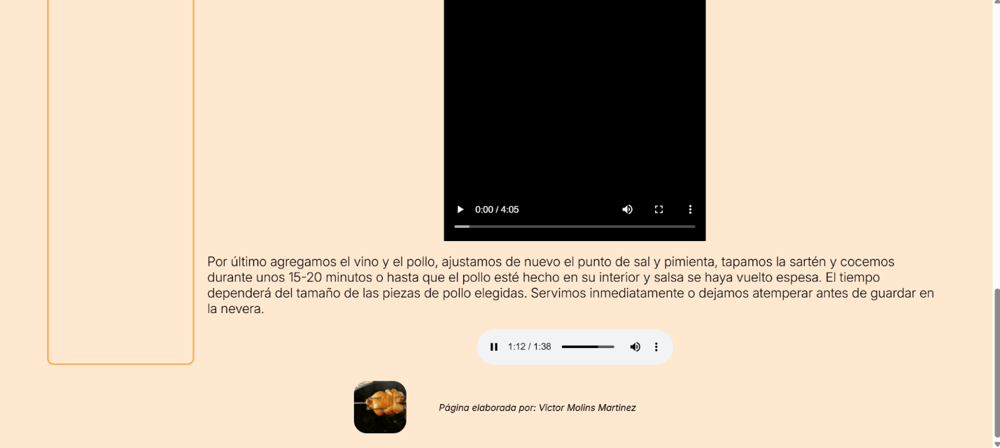 0:00 / 4:05
Por último agregamos el vino y el pollo, ajustamos de nuevo el punto de sal y pimienta, tapamos la sartén y cocemos
durante unos 15-20 minutos o hasta que el pollo esté hecho en su interior y salsa se haya vuelto espesa. El tiempo
dependerá del tamaño de las piezas de pollo elegidas. Servimos inmediatamente o dejamos atemperar antes de guardar en
la nevera.
1:12 / 1:38
Página elaborada por: Victor Molins Martinez